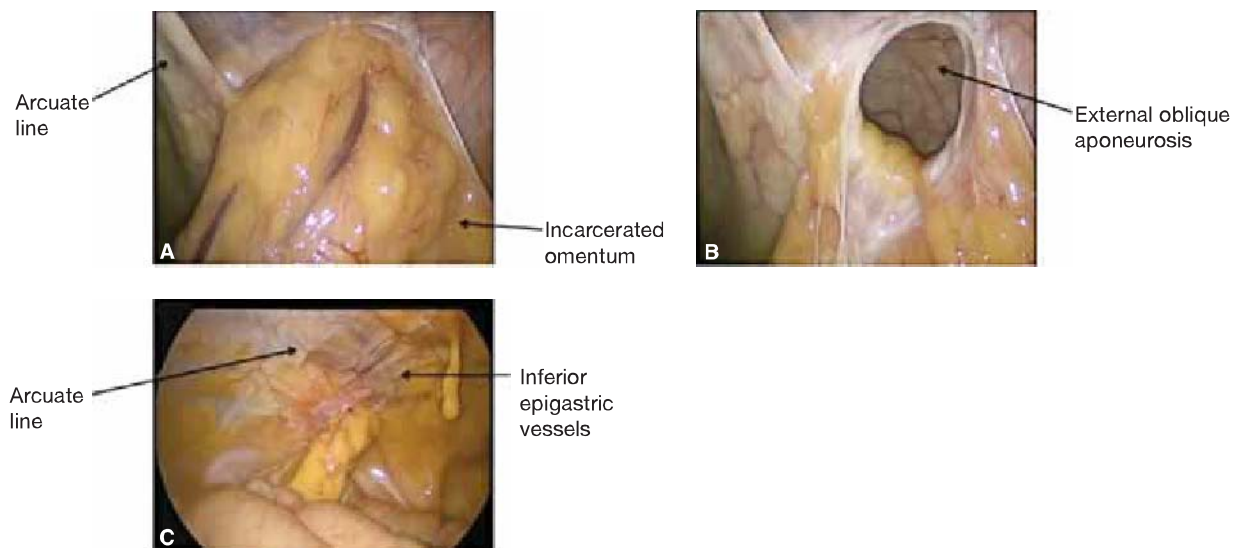 Arcuate
line
A
Incarcerated
omentum
B
External oblique
aponeurosis
Arcuate
line
C
Inferior
epigastric
vessels